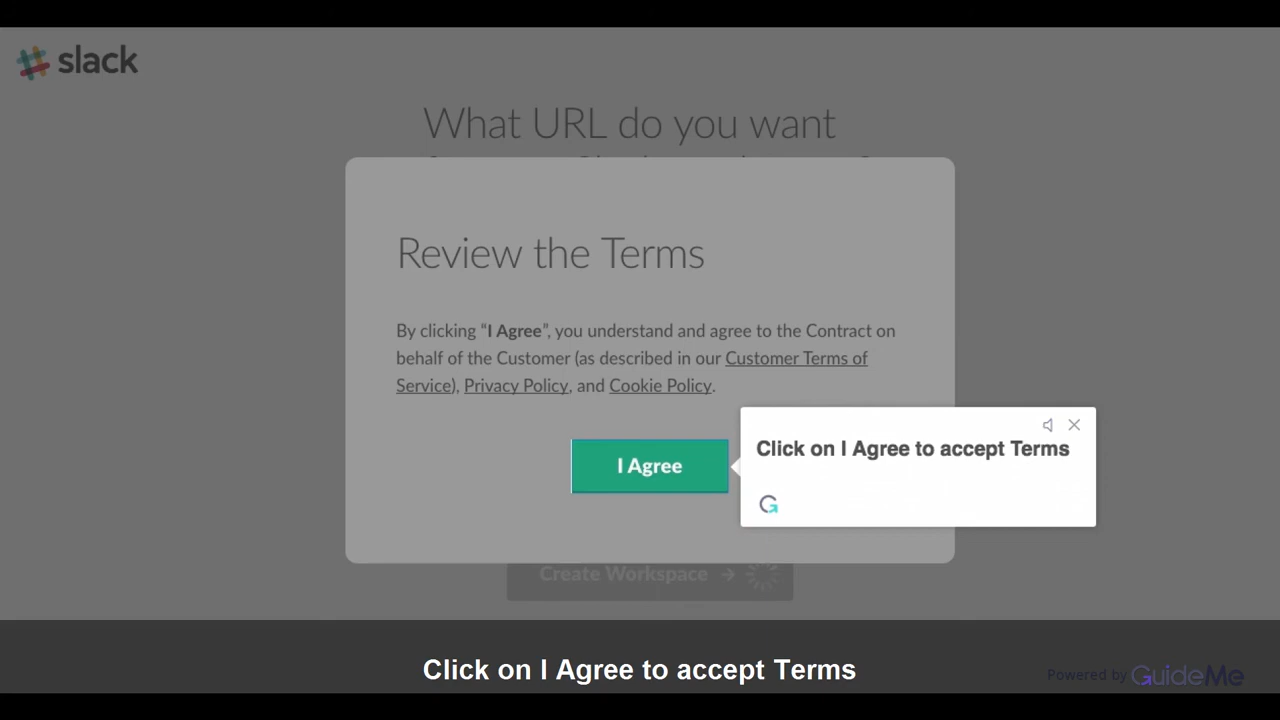 slack
What URL do you want
Review the Terms
By clicking “I Agree”, you understand and agree to the Contract on
behalf of the Customer (as described in our Customer Terms of
Service), Privacy Policy, and Cookie Policy.
I Agree
Click on I Agree to accept Terms
Create Workspace →
Click on I Agree to accept Terms
Powered by GuideMe